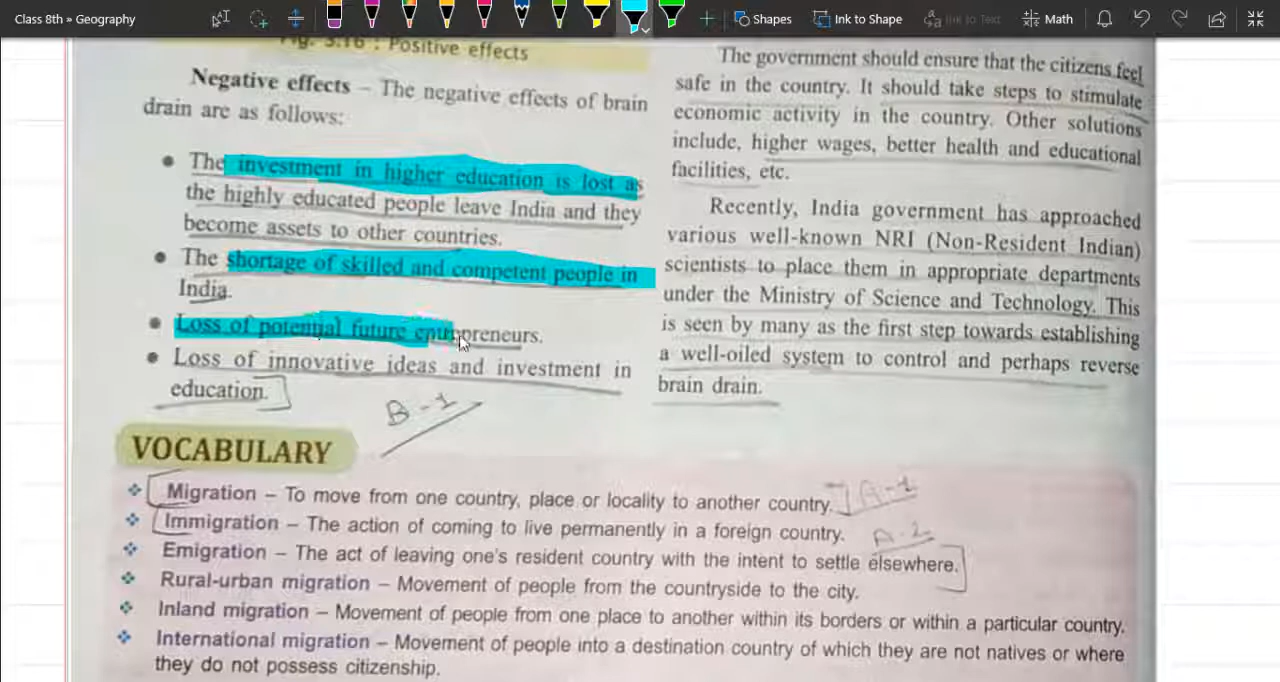 Class 8th » Geography
Shapes
Ink to Shape
Ink to Text
Math
Fig. 3.16 : Positive effects
Negative effects – The negative effects of brain
drain are as follows:
The investment in higher education is lost as
the highly educated people leave India and they
become assets to other countries.
The shortage of skilled and competent people in
India.
Loss of potential future entrepreneurs.
Loss of innovative ideas and investment in
education.
B-1
The government should ensure that the citizens feel
safe in the country. It should take steps to stimulate
economic activity in the country. Other solutions
include, higher wages, better health and educational
facilities, etc.
Recently, India government has approached
various well-known NRI (Non-Resident Indian)
scientists to place them in appropriate departments
under the Ministry of Science and Technology. This
is seen by many as the first step towards establishing
a well-oiled system to control and perhaps reverse
brain drain.
VOCABULARY
Migration – To move from one country, place or locality to another country. A-1
Immigration – The action of coming to live permanently in a foreign country. A-2
Emigration – The act of leaving one's resident country with the intent to settle elsewhere.
Rural-urban migration – Movement of people from the countryside to the city.
Inland migration – Movement of people from one place to another within its borders or within a particular country.
International migration – Movement of people into a destination country of which they are not natives or where
they do not possess citizenship.